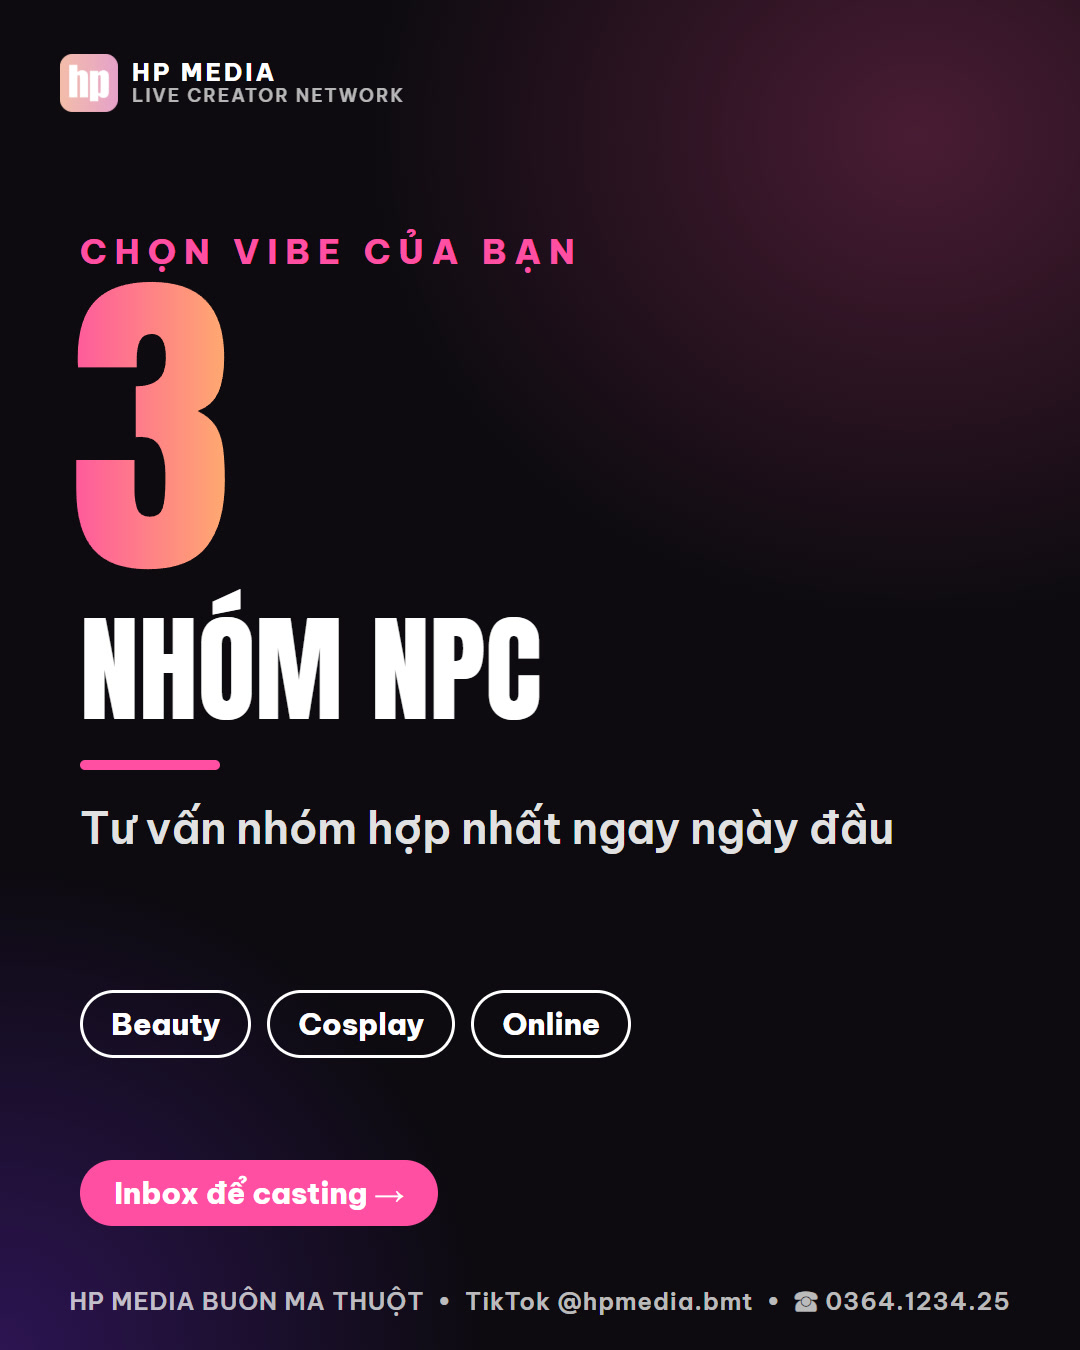 hp
HP MEDIA
LIVE CREATOR NETWORK
CHỌN VIBE CỦA BẠN
3
NHÓM NPC
Tư vấn nhóm hợp nhất ngay ngày đầu
Beauty Cosplay Online
Inbox để casting →
HP MEDIA BUÔN MA THUỘT • TikTok @hpmedia.bmt • ☎ 0364.1234.25